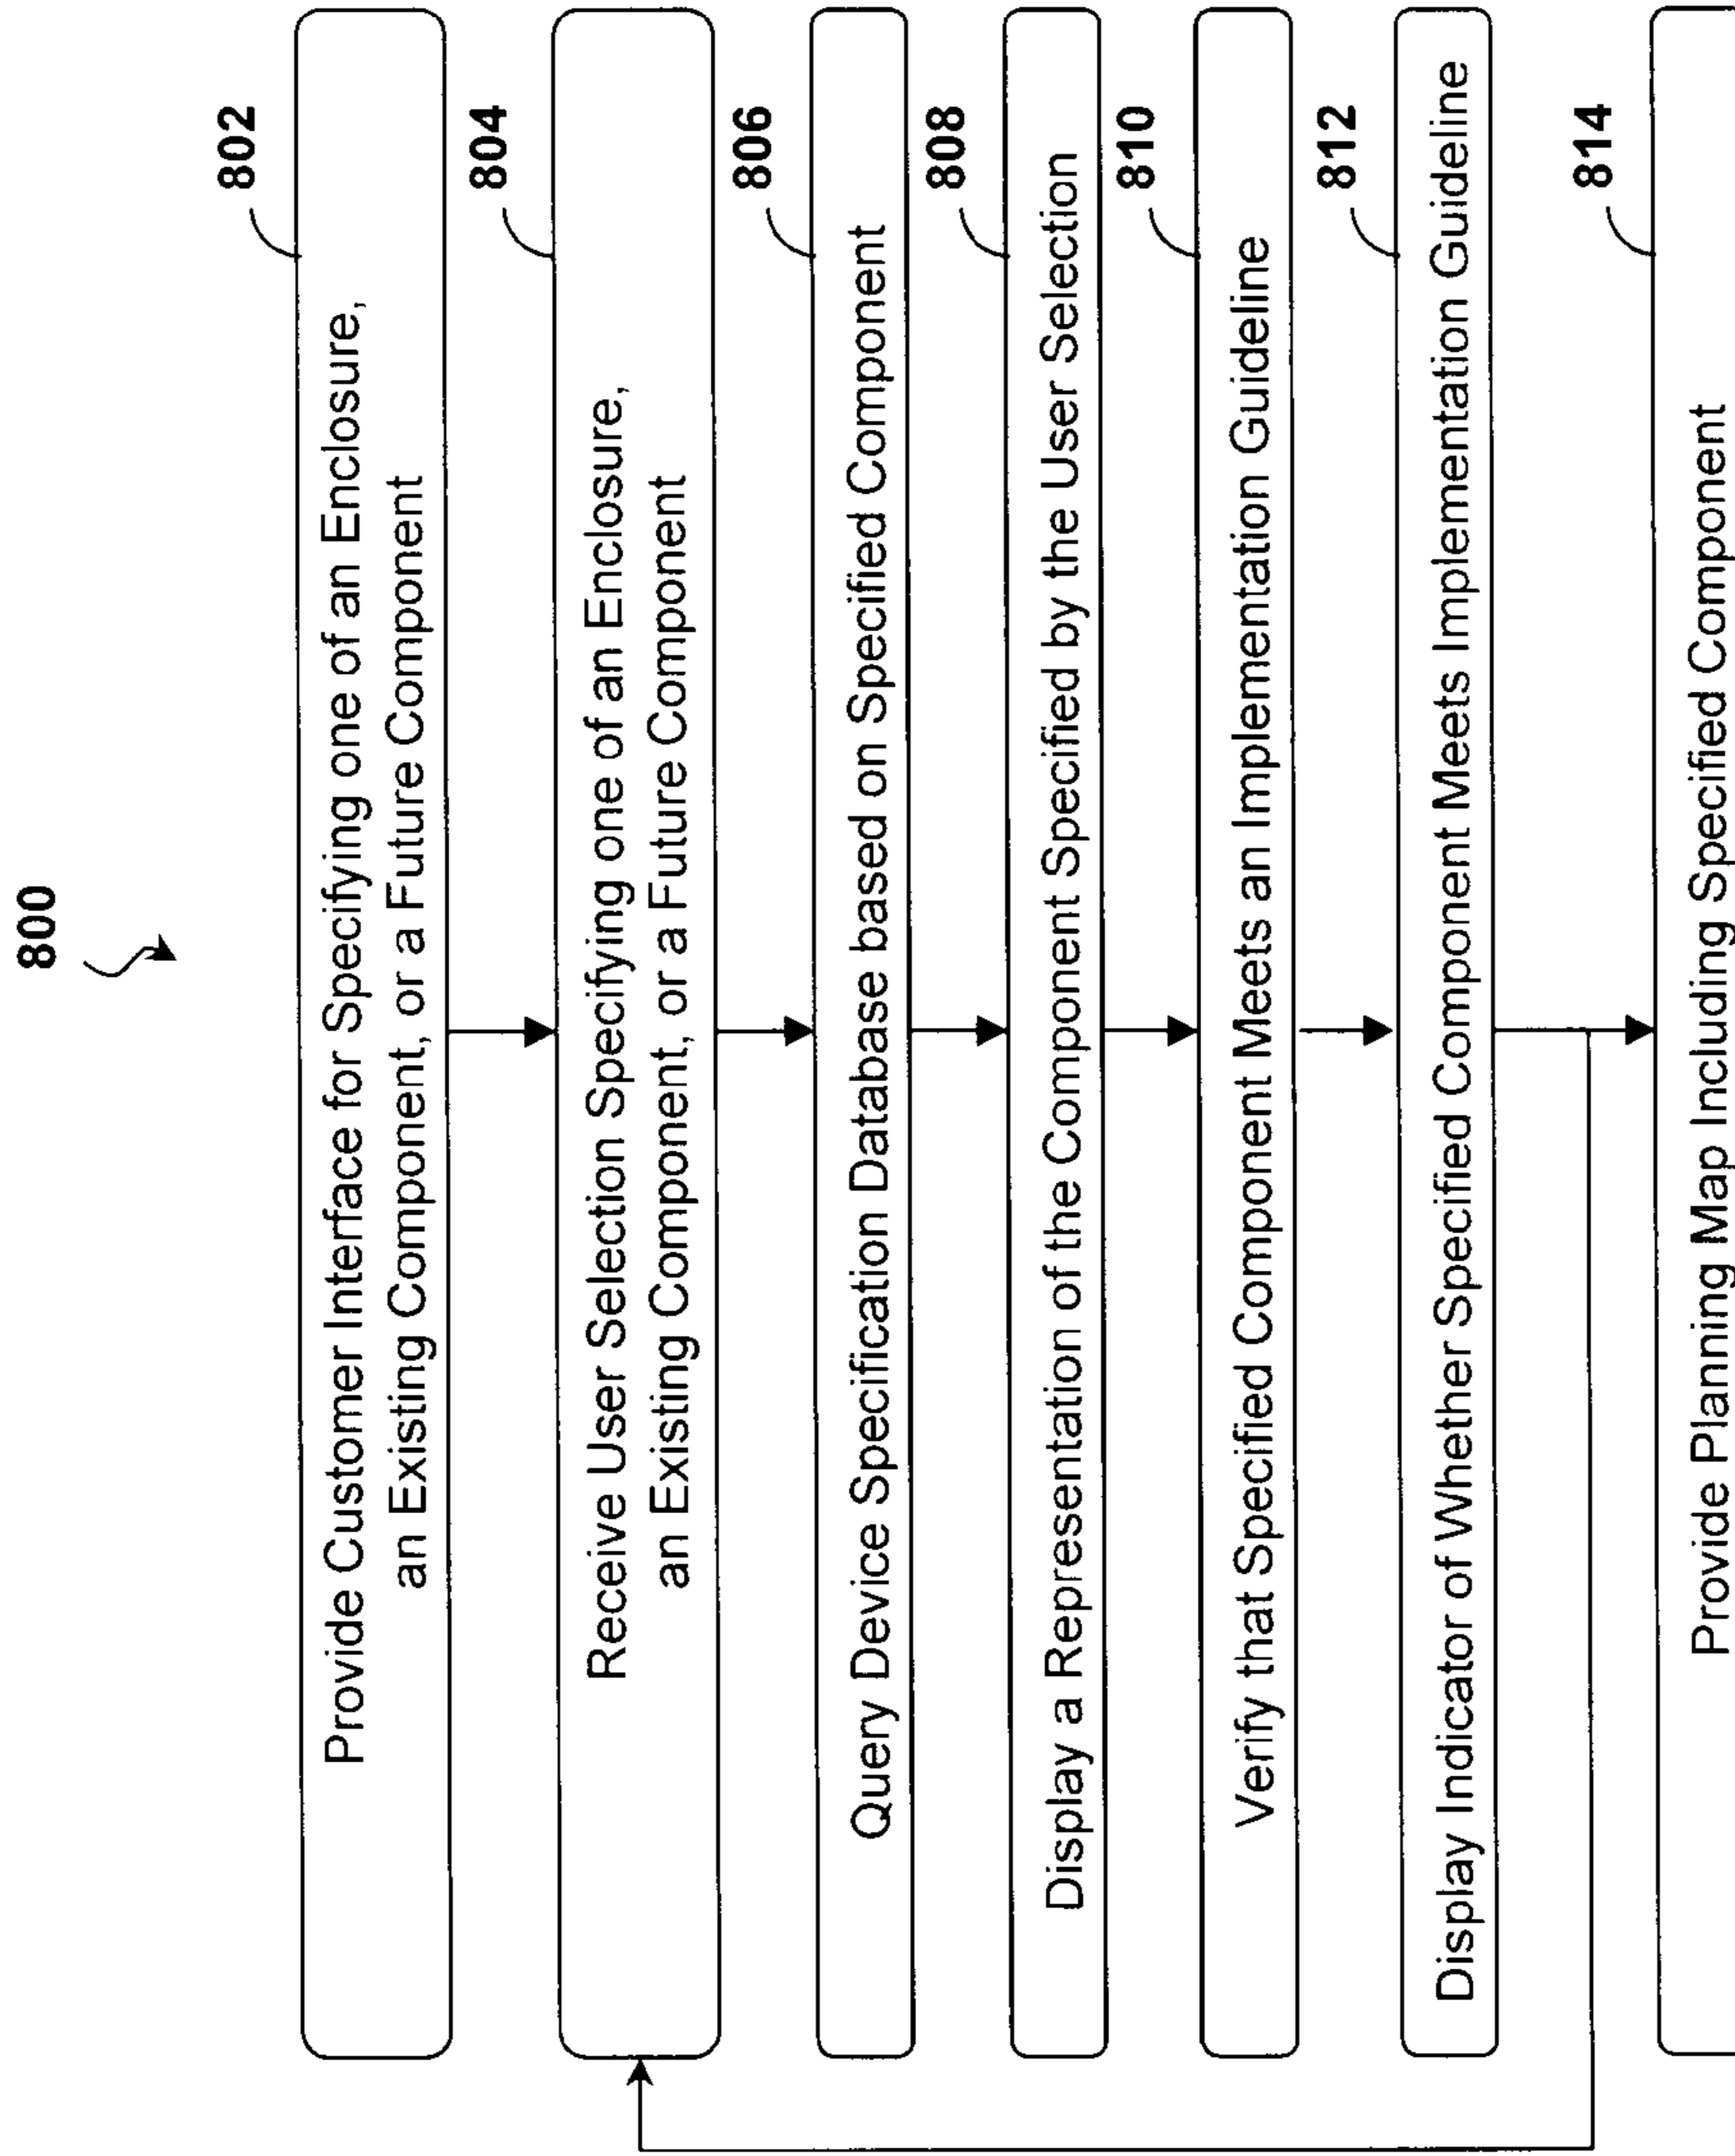 800
802
Provide Customer Interface for Specifying one of an Enclosure,
an Existing Component, or a Future Component
804
Receive User Selection Specifying one of an Enclosure,
an Existing Component, or a Future Component
806
Query Device Specification Database based on Specified Component
808
Display a Representation of the Component Specified by the User Selection
810
Verify that Specified Component Meets an Implementation Guideline
812
Display Indicator of Whether Specified Component Meets Implementation Guideline
814
Provide Planning Map Including Specified Component